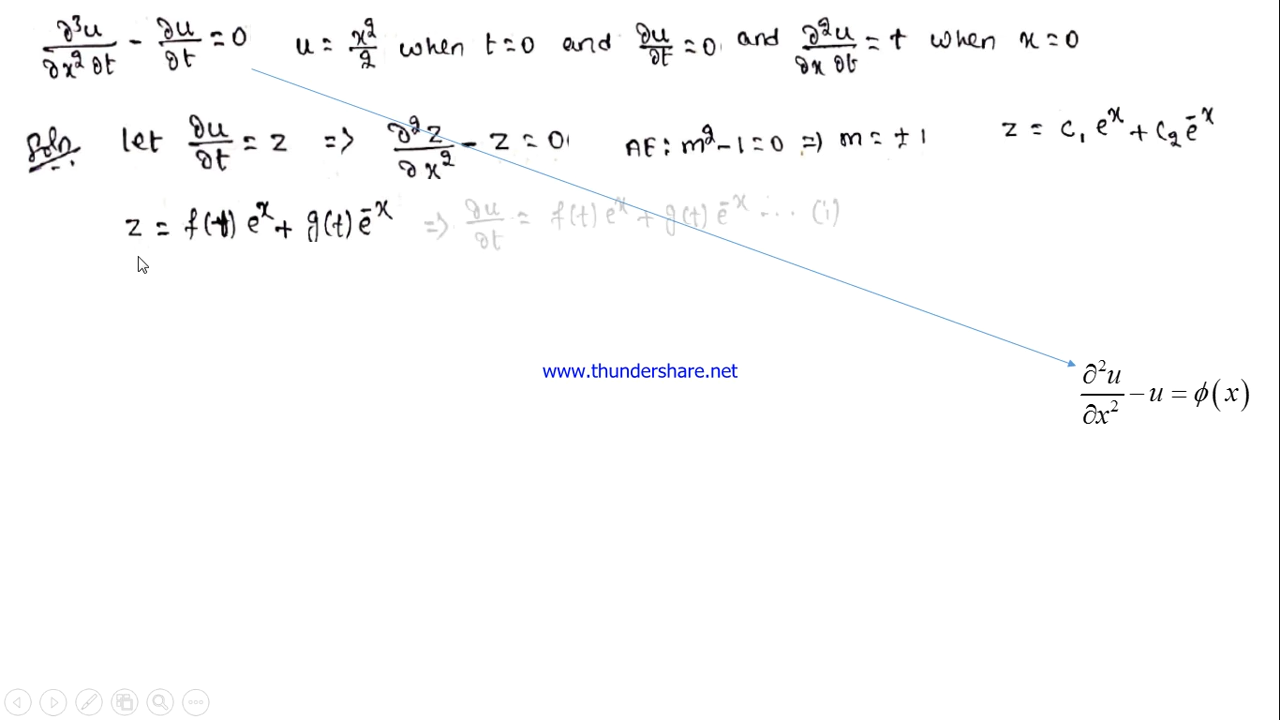 ∂³u/∂x²∂t − ∂u/∂t = 0 u = x²/2 when t=0 and ∂u/∂t = 0 and ∂²u/∂x∂t = t when x=0
Soln. let ∂u/∂t = z ⇒ ∂²z/∂x² − z = 0 AE: m²−1=0 ⇒ m = ±1 z = c₁eˣ + c₂e⁻ˣ
z = f(t) eˣ + g(t) e⁻ˣ ⇒ ∂u/∂t = f(t) eˣ + g(t) e⁻ˣ ... (1)
www.thundershare.net
∂²u/∂x² − u = ϕ(x)